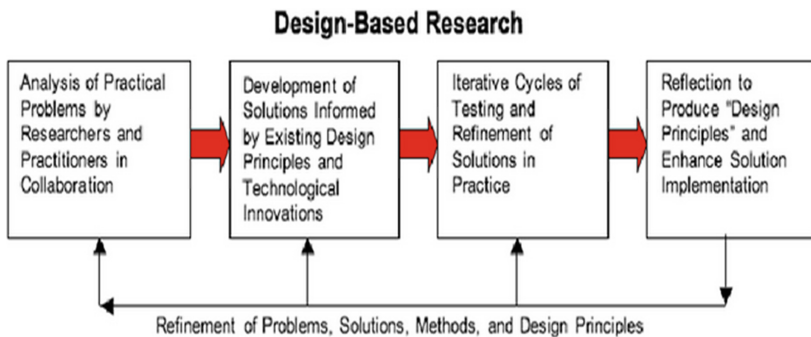 Design-Based Research
Analysis of Practical
Problems by
Researchers and
Practitioners in
Collaboration
Development of
Solutions Informed
by Existing Design
Principles and
Technological
Innovations
Iterative Cycles of
Testing and
Refinement of
Solutions in
Practice
Reflection to
Produce "Design
Principles" and
Enhance Solution
Implementation
Refinement of Problems, Solutions, Methods, and Design Principles